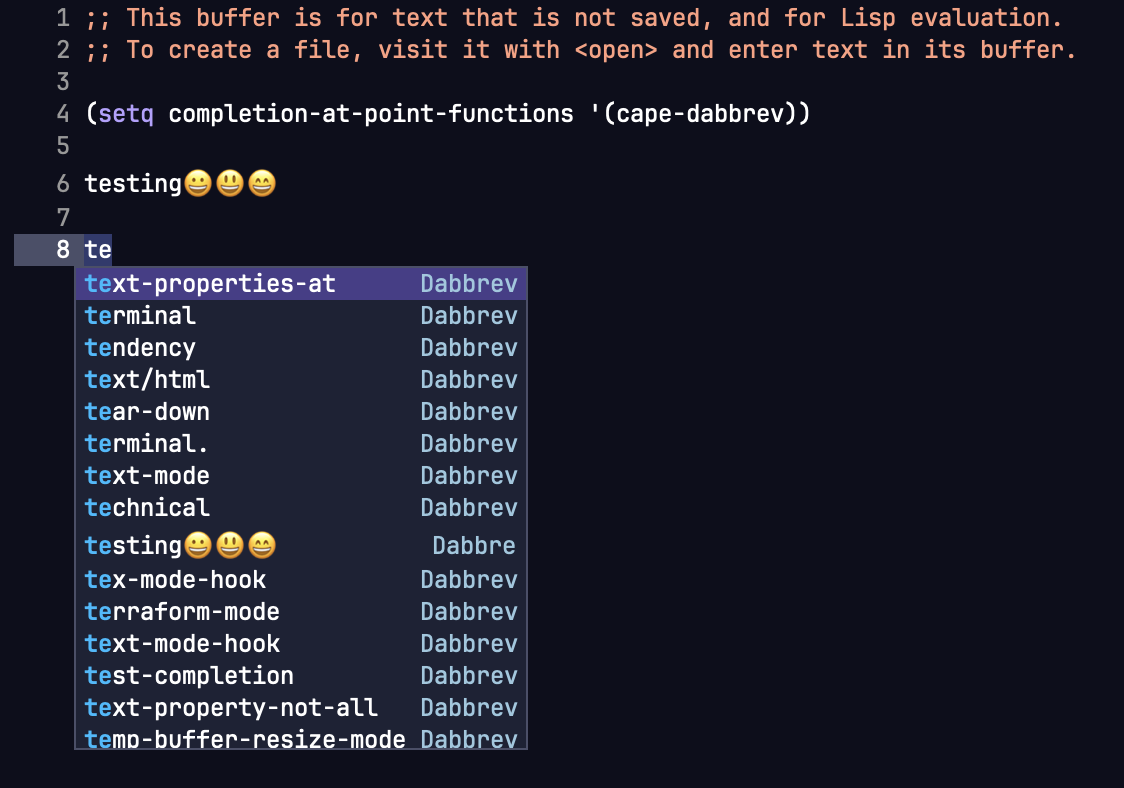 1 ;; This buffer is for text that is not saved, and for Lisp evaluation.
2 ;; To create a file, visit it with <open> and enter text in its buffer.
3
4 (setq completion-at-point-functions '(cape-dabbrev))
5
6 testing😀😃😄
7
8 te
text-properties-at Dabbrev
terminal Dabbrev
tendency Dabbrev
text/html Dabbrev
tear-down Dabbrev
terminal. Dabbrev
text-mode Dabbrev
technical Dabbrev
testing😀😃😄 Dabbre
tex-mode-hook Dabbrev
terraform-mode Dabbrev
text-mode-hook Dabbrev
test-completion Dabbrev
text-property-not-all Dabbrev
temp-buffer-resize-mode Dabbrev